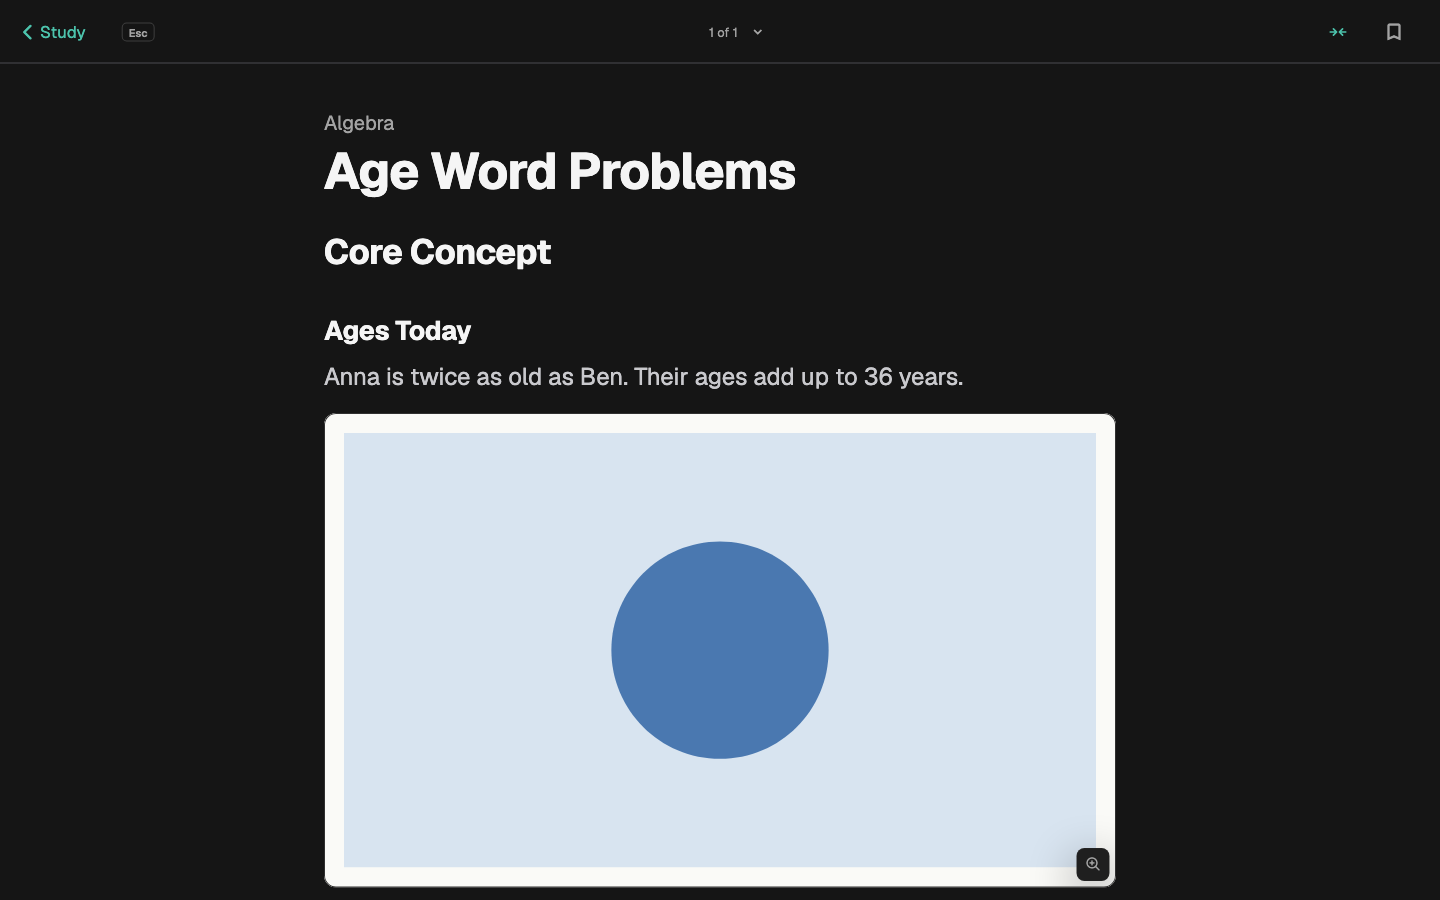 Study
Esc
1 of 1
Algebra
Age Word Problems
Core Concept
Ages Today
Anna is twice as old as Ben. Their ages add up to 36 years.